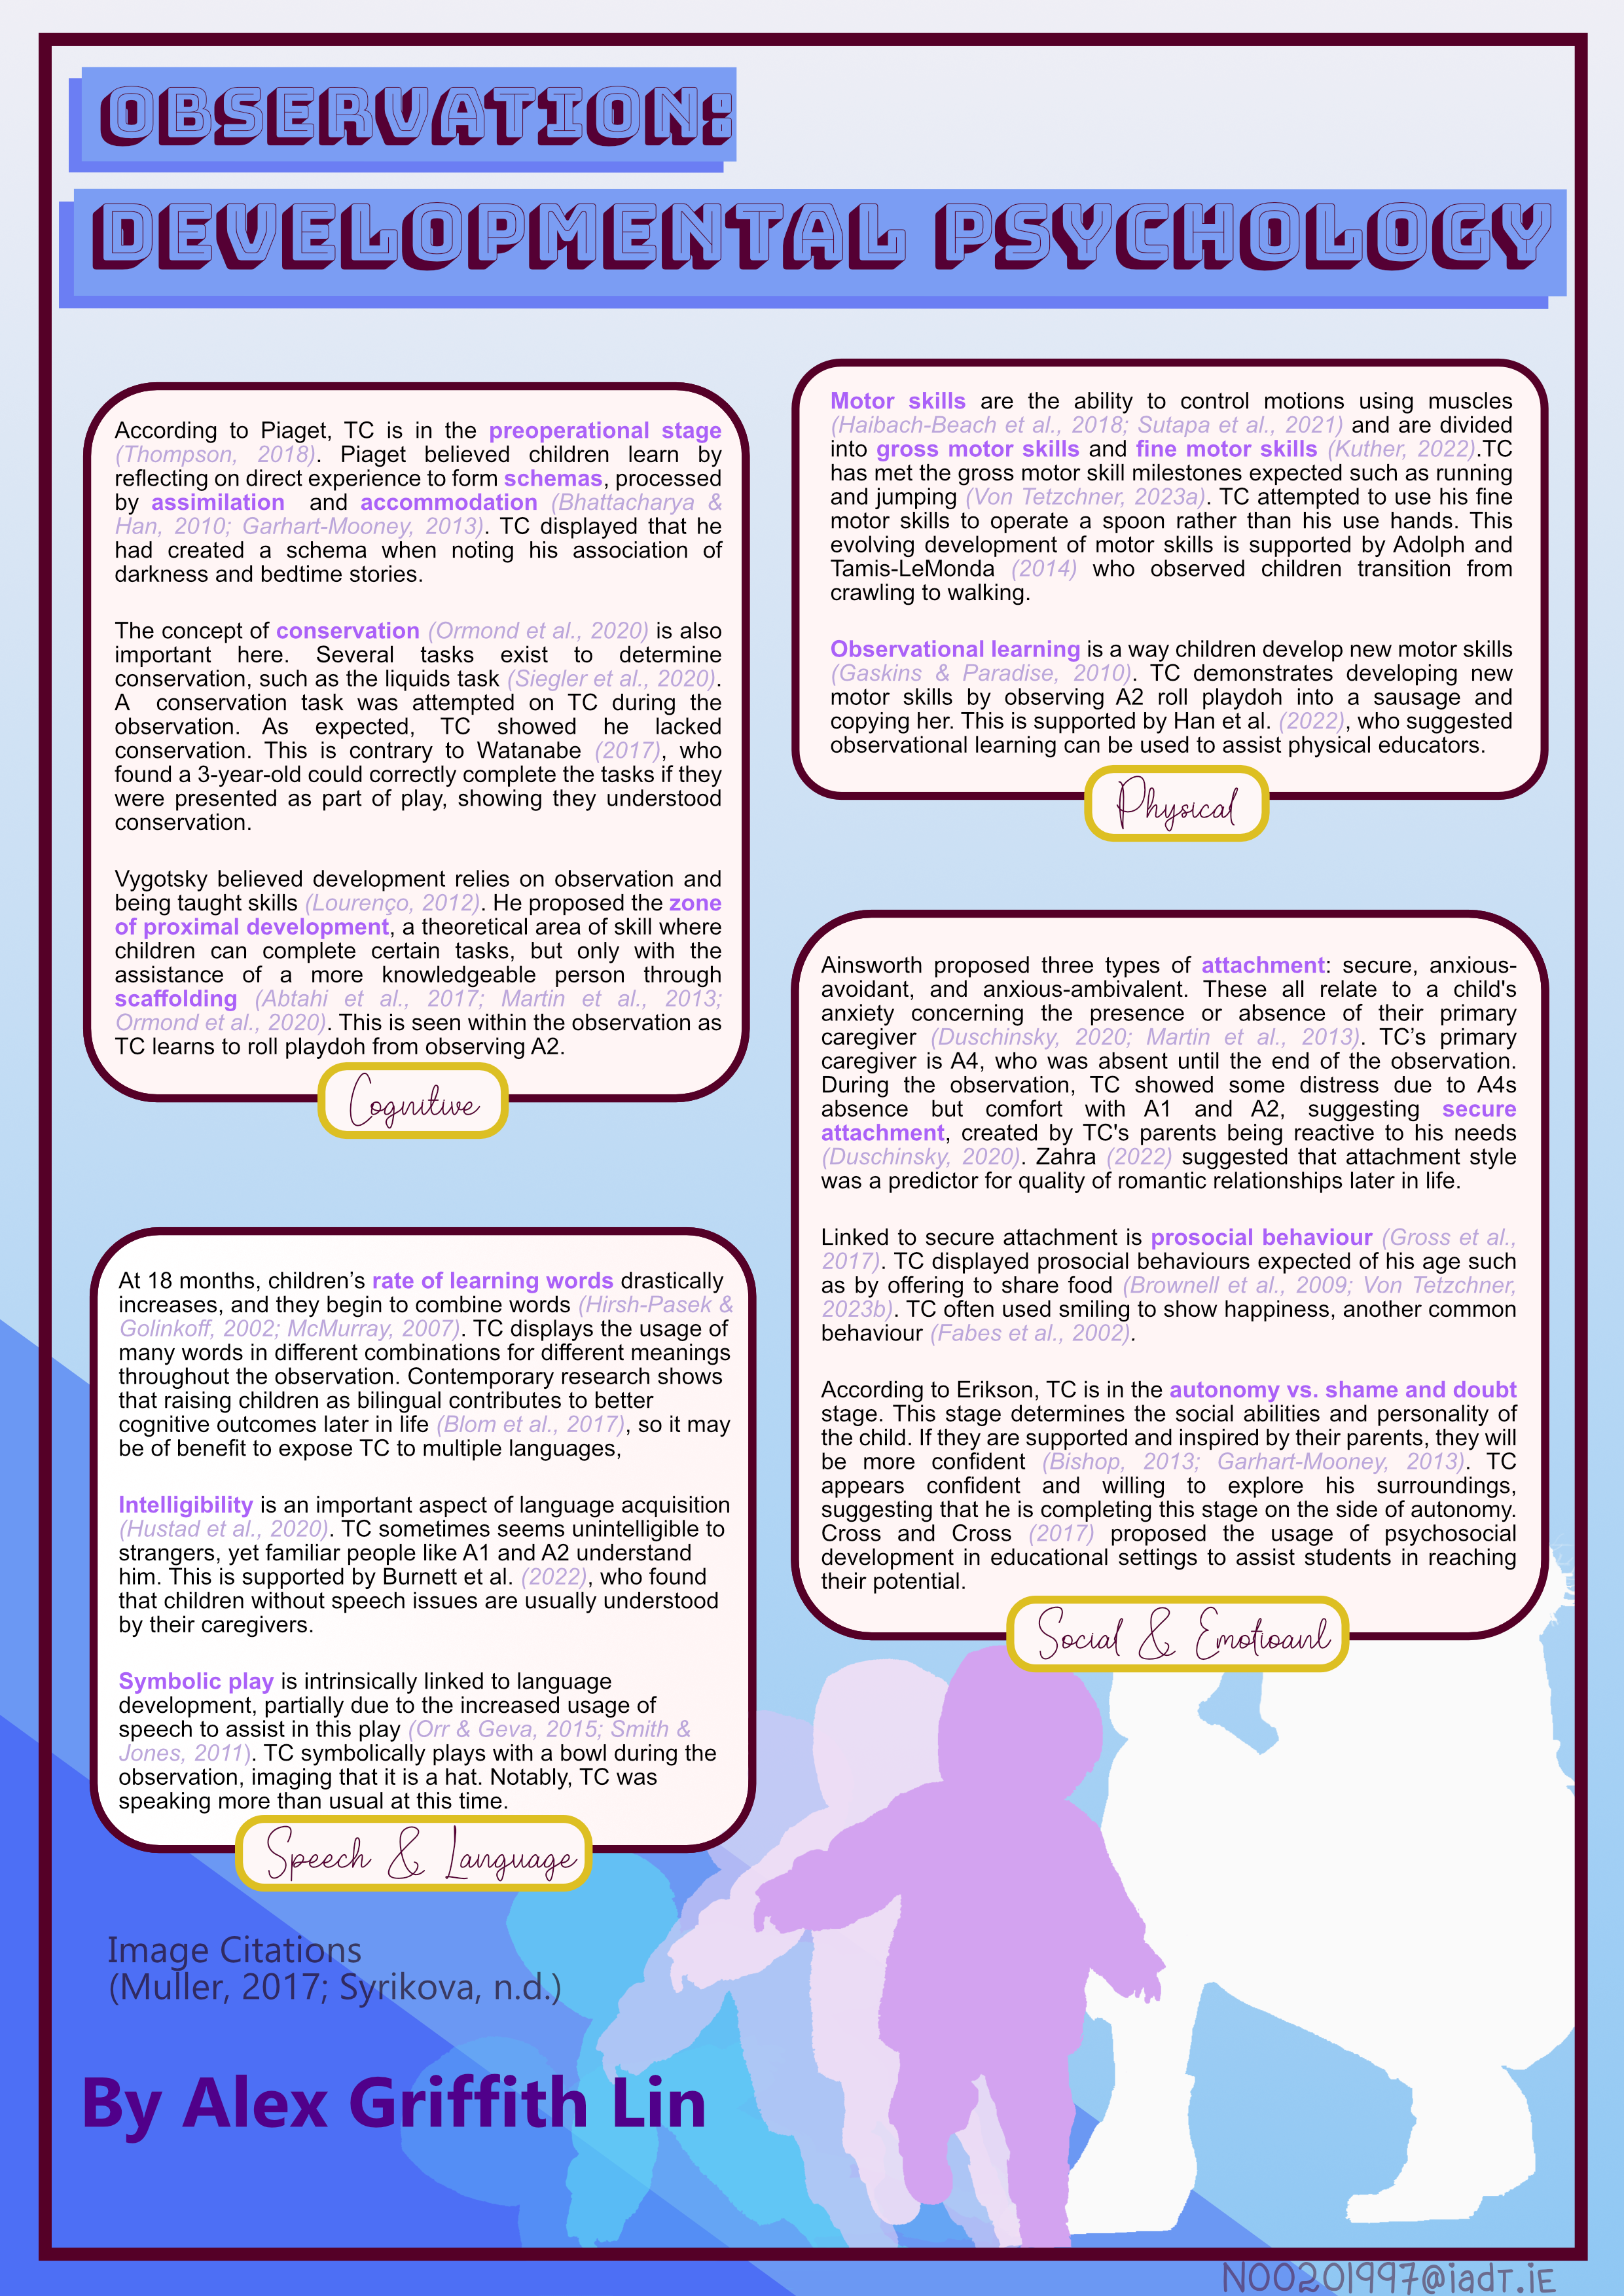 OBSERVATION:
DEVELOPMENTAL PSYCHOLOGY
According to Piaget, TC is in the preoperational stage
(Thompson, 2018). Piaget believed children learn by
reflecting on direct experience to form schemas, processed
by assimilation and accommodation (Bhattacharya &
Han, 2010; Garhart-Mooney, 2013). TC displayed that he
had created a schema when noting his association of
darkness and bedtime stories.
The concept of conservation (Ormond et al., 2020) is also
important here. Several tasks exist to determine
conservation, such as the liquids task (Siegler et al., 2020).
A conservation task was attempted on TC during the
observation. As expected, TC showed he lacked
conservation. This is contrary to Watanabe (2017), who
found a 3-year-old could correctly complete the tasks if they
were presented as part of play, showing they understood
conservation.
Vygotsky believed development relies on observation and
being taught skills (Lourenço, 2012). He proposed the zone
of proximal development, a theoretical area of skill where
children can complete certain tasks, but only with the
assistance of a more knowledgeable person through
scaffolding (Abtahi et al., 2017; Martin et al., 2013;
Ormond et al., 2020). This is seen within the observation as
TC learns to roll playdoh from observing A2.
Cognitive
Motor skills are the ability to control motions using muscles
(Haibach-Beach et al., 2018; Sutapa et al., 2021) and are divided
into gross motor skills and fine motor skills (Kuther, 2022).TC
has met the gross motor skill milestones expected such as running
and jumping (Von Tetzchner, 2023a). TC attempted to use his fine
motor skills to operate a spoon rather than his use hands. This
evolving development of motor skills is supported by Adolph and
Tamis-LeMonda (2014) who observed children transition from
crawling to walking.
Observational learning is a way children develop new motor skills
(Gaskins & Paradise, 2010). TC demonstrates developing new
motor skills by observing A2 roll playdoh into a sausage and
copying her. This is supported by Han et al. (2022), who suggested
observational learning can be used to assist physical educators.
Physical
At 18 months, children's rate of learning words drastically
increases, and they begin to combine words (Hirsh-Pasek &
Golinkoff, 2002; McMurray, 2007). TC displays the usage of
many words in different combinations for different meanings
throughout the observation. Contemporary research shows
that raising children as bilingual contributes to better
cognitive outcomes later in life (Blom et al., 2017), so it may
be of benefit to expose TC to multiple languages,
Intelligibility is an important aspect of language acquisition
(Hustad et al., 2020). TC sometimes seems unintelligible to
strangers, yet familiar people like A1 and A2 understand
him. This is supported by Burnett et al. (2022), who found
that children without speech issues are usually understood
by their caregivers.
Symbolic play is intrinsically linked to language
development, partially due to the increased usage of
speech to assist in this play (Orr & Geva, 2015; Smith &
Jones, 2011). TC symbolically plays with a bowl during the
observation, imaging that it is a hat. Notably, TC was
speaking more than usual at this time.
Speech & Language
Ainsworth proposed three types of attachment: secure, anxious-
avoidant, and anxious-ambivalent. These all relate to a child's
anxiety concerning the presence or absence of their primary
caregiver (Duschinsky, 2020; Martin et al., 2013). TC's primary
caregiver is A4, who was absent until the end of the observation.
During the observation, TC showed some distress due to A4s
absence but comfort with A1 and A2, suggesting secure
attachment, created by TC's parents being reactive to his needs
(Duschinsky, 2020). Zahra (2022) suggested that attachment style
was a predictor for quality of romantic relationships later in life.
Linked to secure attachment is prosocial behaviour (Gross et al.,
2017). TC displayed prosocial behaviours expected of his age such
as by offering to share food (Brownell et al., 2009; Von Tetzchner,
2023b). TC often used smiling to show happiness, another common
behaviour (Fabes et al., 2002).
According to Erikson, TC is in the autonomy vs. shame and doubt
stage. This stage determines the social abilities and personality of
the child. If they are supported and inspired by their parents, they will
be more confident (Bishop, 2013; Garhart-Mooney, 2013). TC
appears confident and willing to explore his surroundings,
suggesting that he is completing this stage on the side of autonomy.
Cross and Cross (2017) proposed the usage of psychosocial
development in educational settings to assist students in reaching
their potential.
Social & Emotioanl
Image Citations
(Muller, 2017; Syrikova, n.d.)
By Alex Griffith Lin
N00201997@iadt.ie